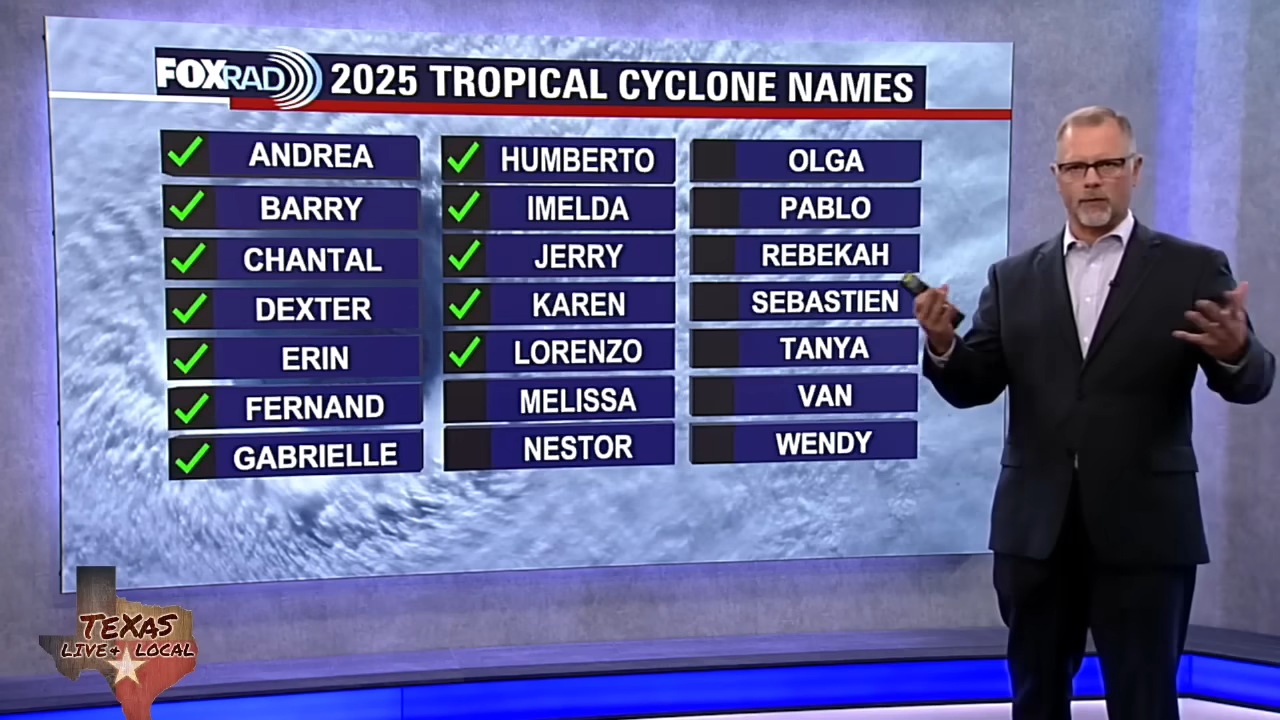 FOXRAD 2025 TROPICAL CYCLONE NAMES
ANDREA
BARRY
CHANTAL
DEXTER
ERIN
FERNAND
GABRIELLE
HUMBERTO
IMELDA
JERRY
KAREN
LORENZO
MELISSA
NESTOR
OLGA
PABLO
REBEKAH
SEBASTIEN
TANYA
VAN
WENDY
TEXAS
LIVE & LOCAL